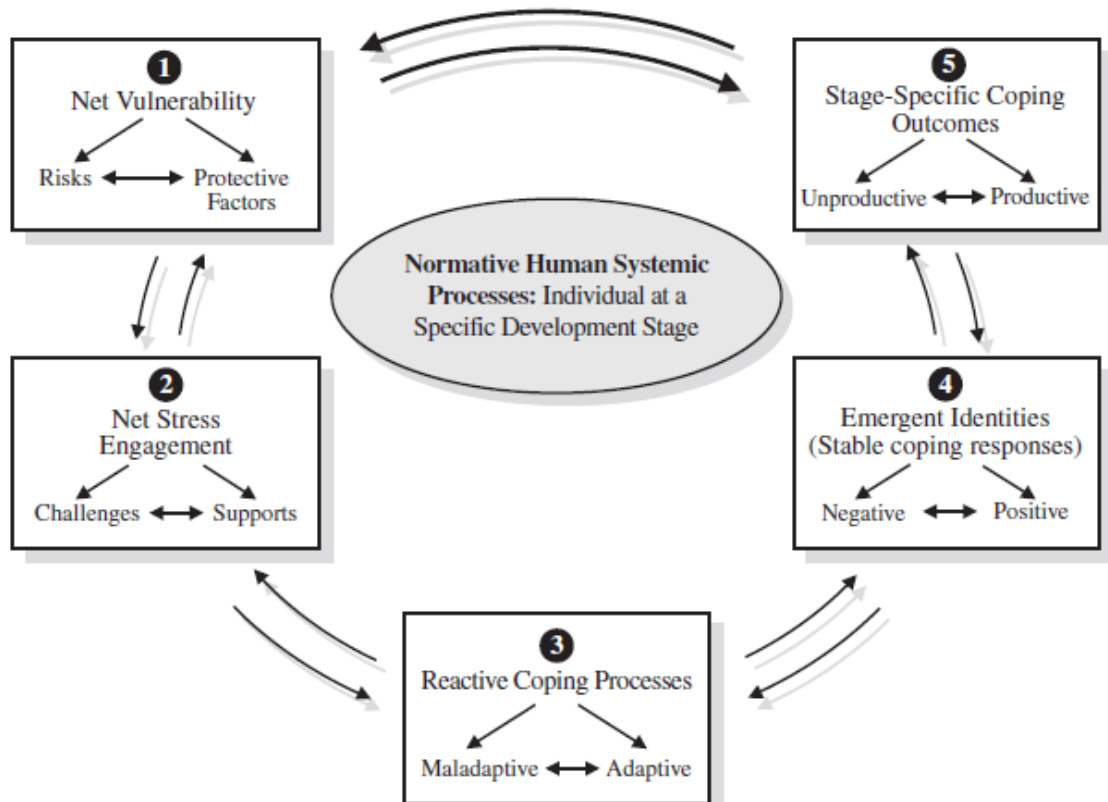 1
Net Vulnerability
Risks
Protective
Factors
5
Stage-Specific Coping
Outcomes
Unproductive
Productive
Normative Human Systemic
Processes: Individual at a
Specific Development Stage
2
Net Stress
Engagement
Challenges
Supports
4
Emergent Identities
(Stable coping responses)
Negative
Positive
3
Reactive Coping Processes
Maladaptive
Adaptive